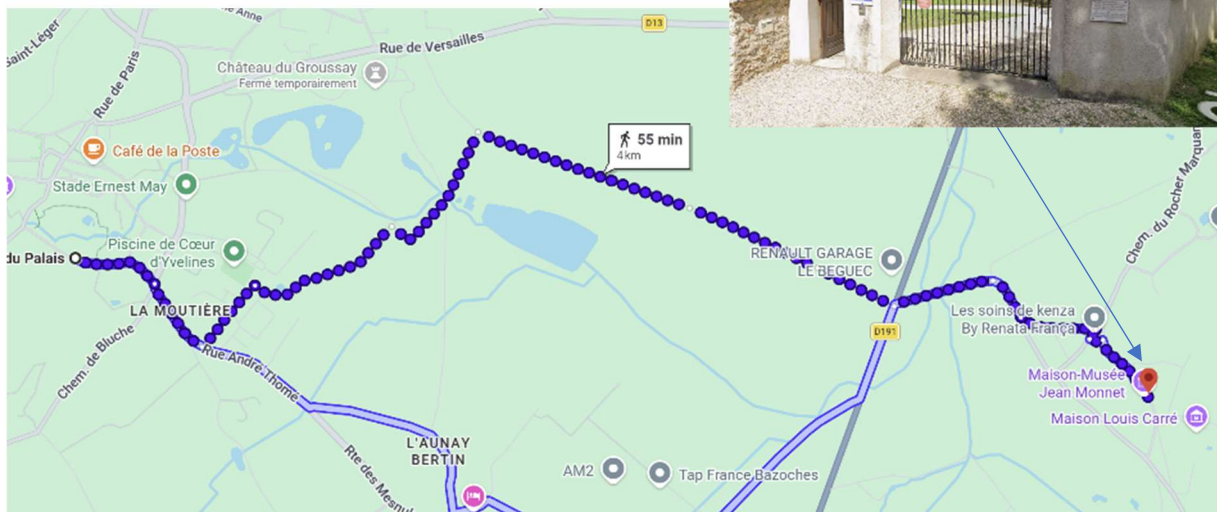 Saint-Léger
Rue Anne
Rue de Paris
Rue de Versailles
D13
Château du Groussay
Fermé temporairement
Café de la Poste
Stade Ernest May
55 min
4km
Chem. du Rocher Marquan
Piscine de Cœur
d'Yvelines
du Palais
RENAULT GARAGE
LE BEGUEC
LA MOUTIÈRE
Chem. de Bluche
Rue André Thomé
D191
Les soins de kenza
By Renata França
Maison-Musée
Jean Monnet
Maison Louis Carré
L'AUNAY
BERTIN
Rte des Mesnul
AM2
Tap France Bazoches